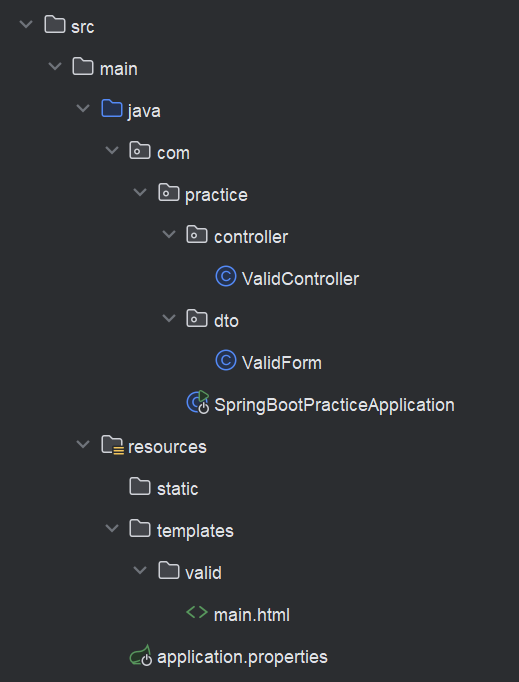 src
main
java
com
practice
controller
ValidController
dto
ValidForm
SpringBootPracticeApplication
resources
static
templates
valid
main.html
application.properties